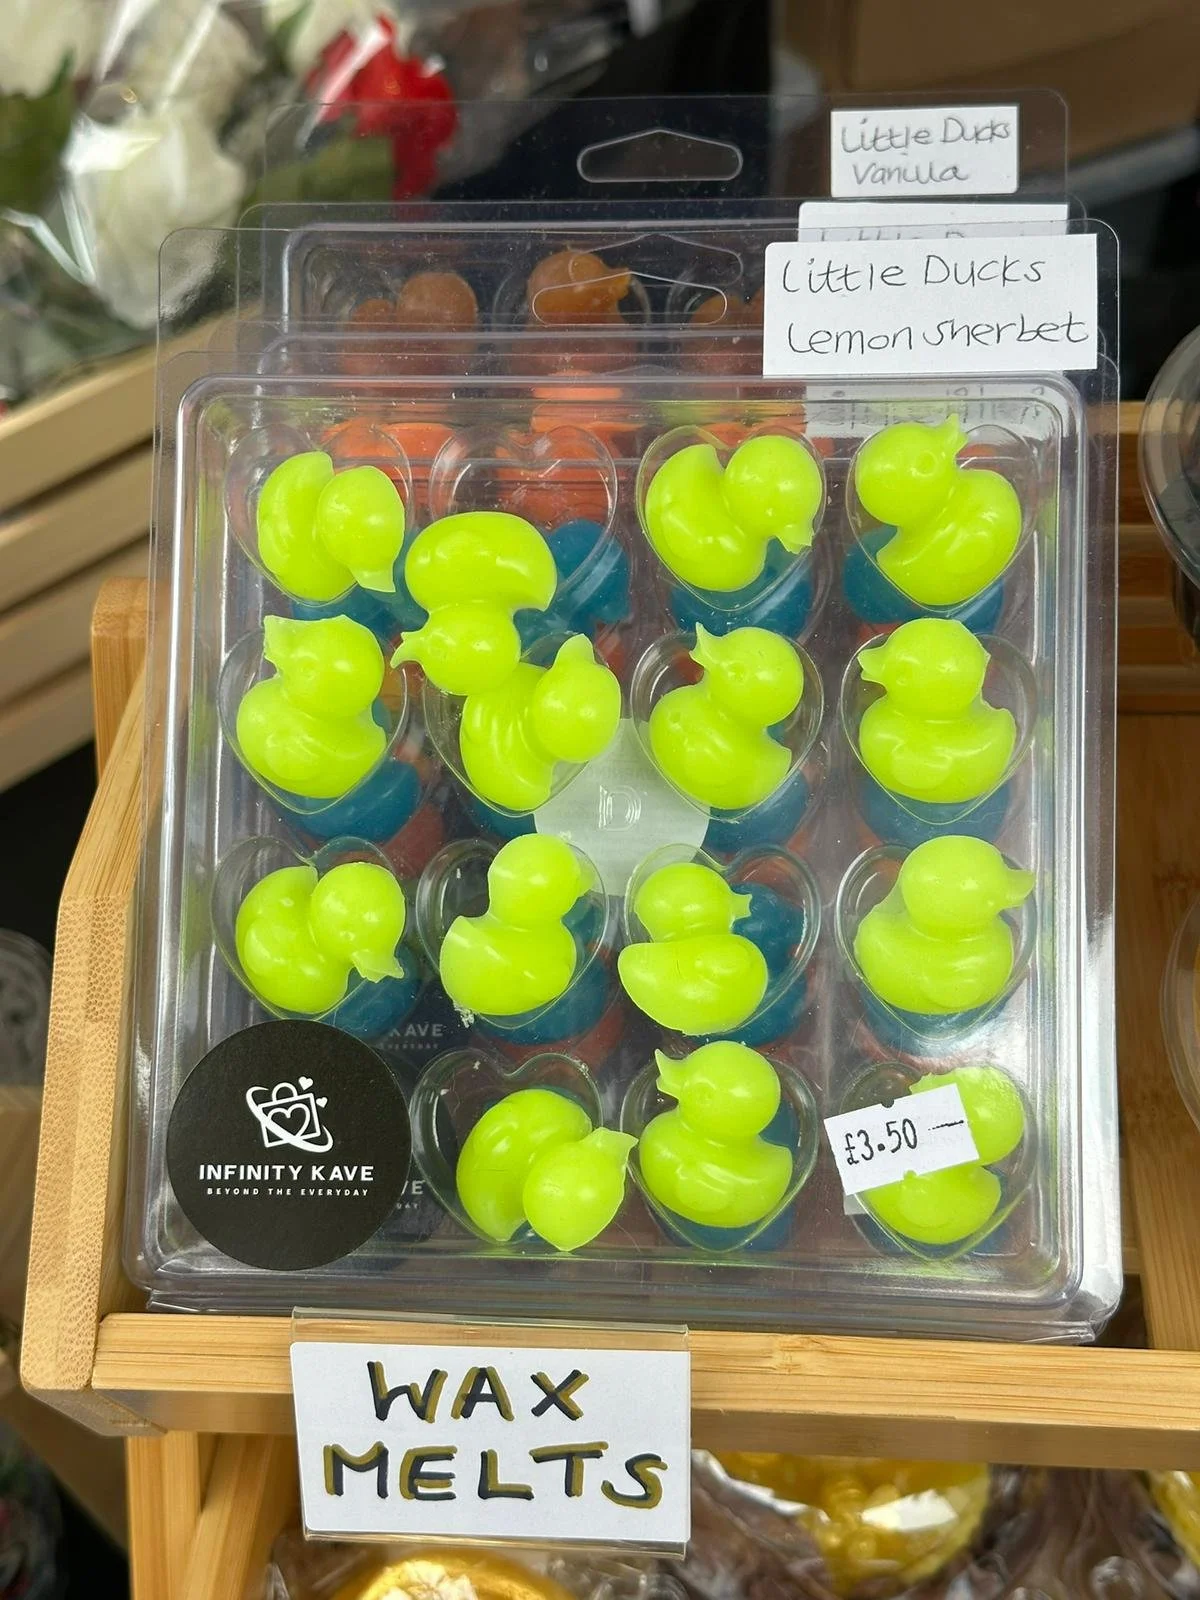 Little Ducks
Vanilla
Little Ducks
Lemon Sherbet
INFINITY KAVE
BEYOND THE EVERYDAY
£3.50
WAX
MELTS